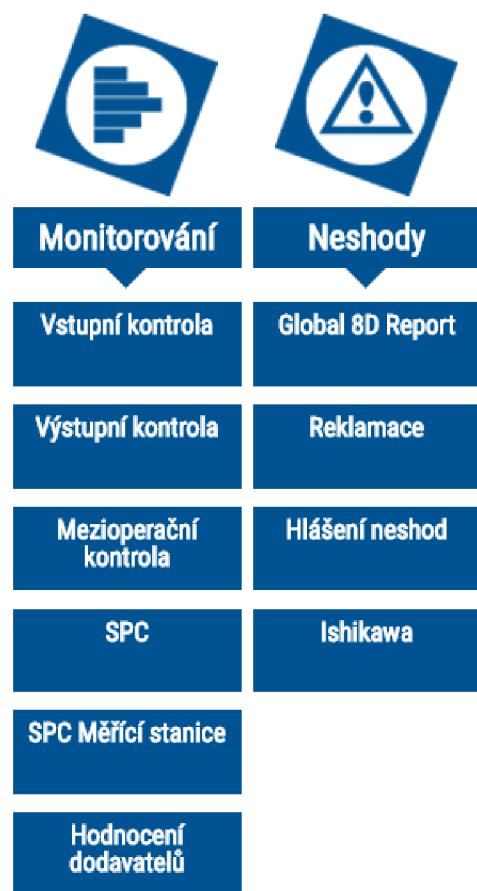 Monitorování
Vstupní kontrola
Výstupní kontrola
Mezioperační
kontrola
SPC
SPC Měřící stanice
Hodnocení
dodavatelů
Neshody
Global 8D Report
Reklamace
Hlášení neshod
Ishikawa